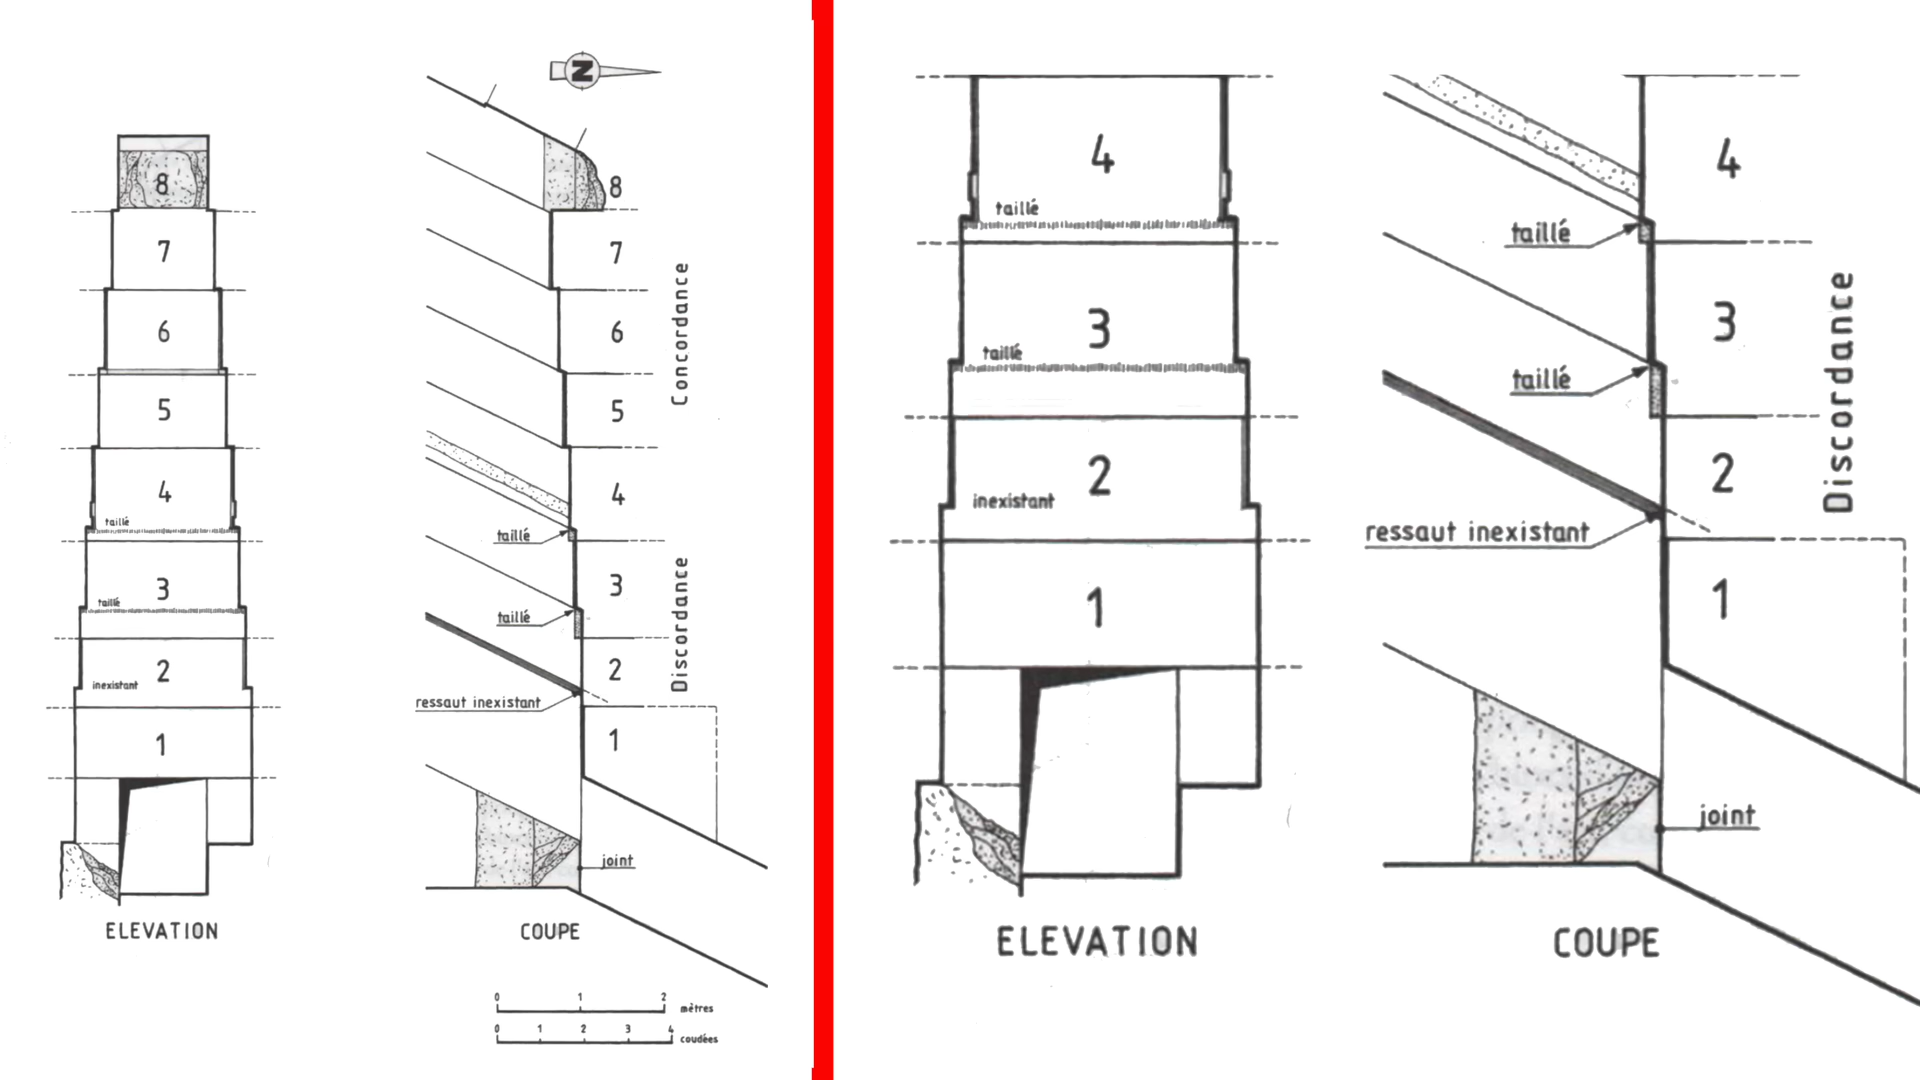 N
8
7
6
5
4
taillé
3
taillé
2
inexistant
1
ELEVATION
8
7
6
5
4
taillé
3
taillé
2
ressaut inexistant
1
joint
Concordance
Discordance
COUPE
0 1 2
mètres
0 1 2 3 4
coudées
4
taillé
3
taillé
2
inexistant
1
ELEVATION
4
taillé
3
taillé
2
ressaut inexistant
1
joint
Discordance
COUPE